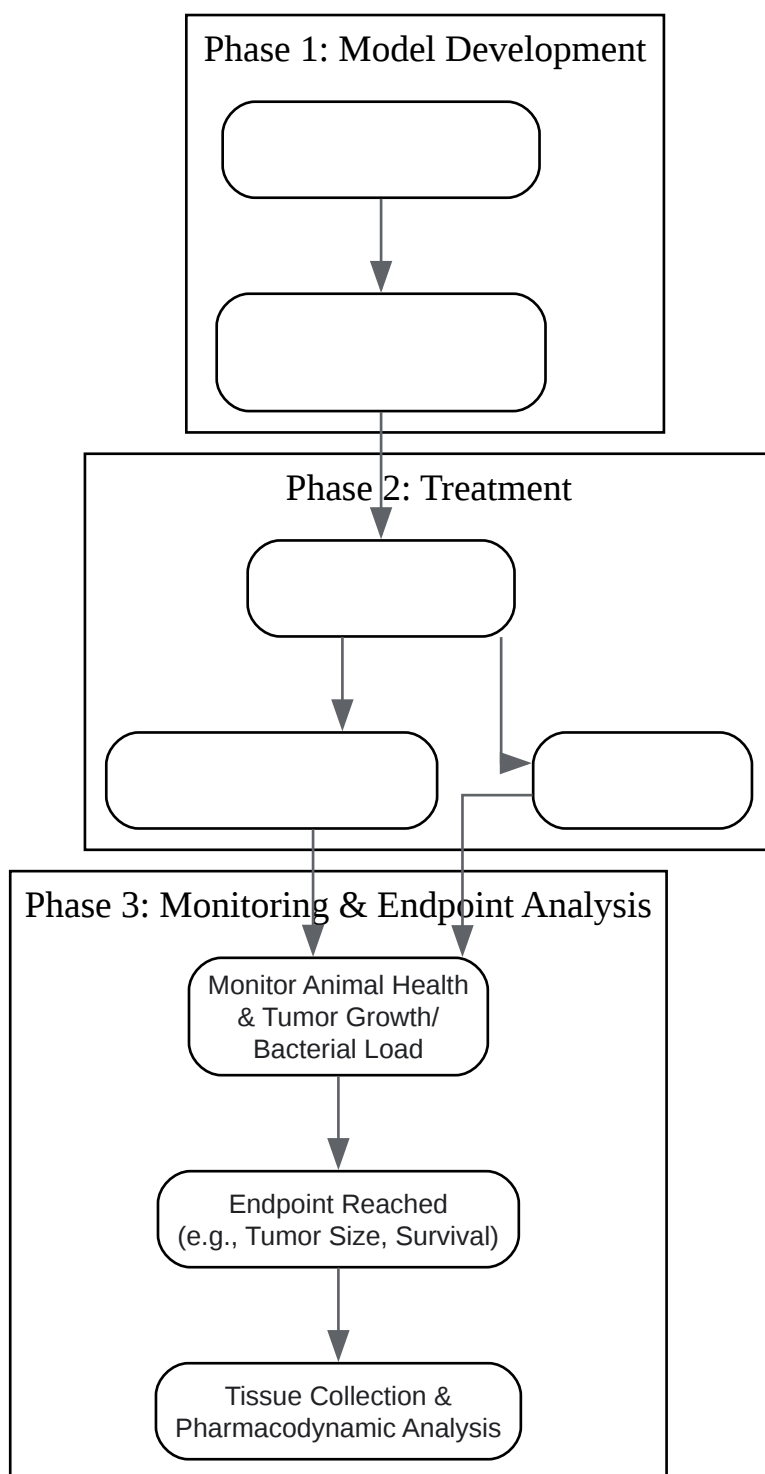 Phase 1: Model Development
Phase 2: Treatment
Phase 3: Monitoring & Endpoint Analysis
Monitor Animal Health
& Tumor Growth/
Bacterial Load
Endpoint Reached
(e.g., Tumor Size, Survival)
Tissue Collection &
Pharmacodynamic Analysis